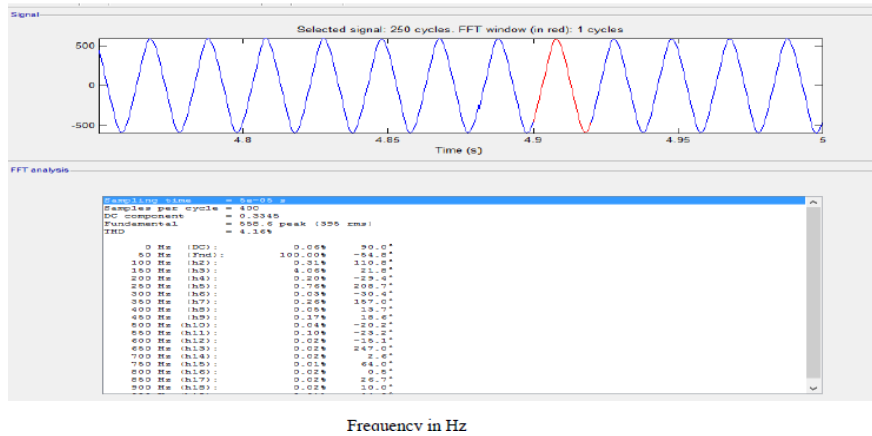 Signal
Selected signal: 250 cycles. FFT window (in red): 1 cycles
500
0
-500
4.8
4.85
4.9
4.95
5
Time (s)
FFT analysis
Sampling time = 5e-05 s
Samples per cycle = 400
DC component = 0.3345
Fundamental = 558.6 peak (395 rms)
THD = 4.16%
0 Hz (DC): 0.06% 90.0°
50 Hz (Fnd): 100.00% -54.8°
100 Hz (h2): 0.31% 110.8°
150 Hz (h3): 4.06% 21.8°
200 Hz (h4): 0.20% -29.4°
250 Hz (h5): 0.76% 208.7°
300 Hz (h6): 0.03% -30.4°
350 Hz (h7): 0.26% 157.0°
400 Hz (h8): 0.05% 13.7°
450 Hz (h9): 0.17% 18.6°
500 Hz (h10): 0.04% -20.2°
550 Hz (h11): 0.10% -23.2°
600 Hz (h12): 0.02% -15.1°
650 Hz (h13): 0.02% 247.0°
700 Hz (h14): 0.02% 2.6°
750 Hz (h15): 0.01% 64.0°
800 Hz (h16): 0.02% 0.5°
850 Hz (h17): 0.02% 26.7°
900 Hz (h18): 0.02% 10.0°
Frequency in Hz